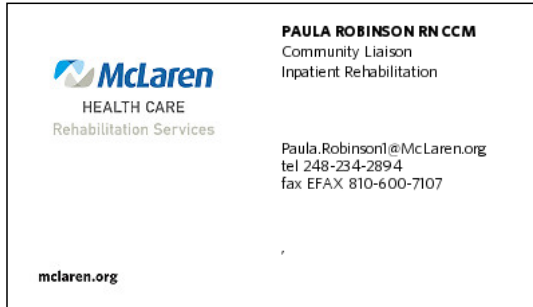 McLaren
HEALTH CARE
Rehabilitation Services
mclaren.org
PAULA ROBINSON RN CCM
Community Liaison
Inpatient Rehabilitation
Paula.Robinson1@McLaren.org
tel 248-234-2894
fax EFAX 810-600-7107
,